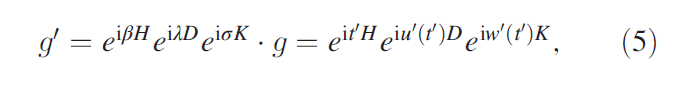 g′ = e^{iβH} e^{iλD} e^{iσK} · g = e^{it′H} e^{iu′(t′)D} e^{iw′(t′)K}, (5)